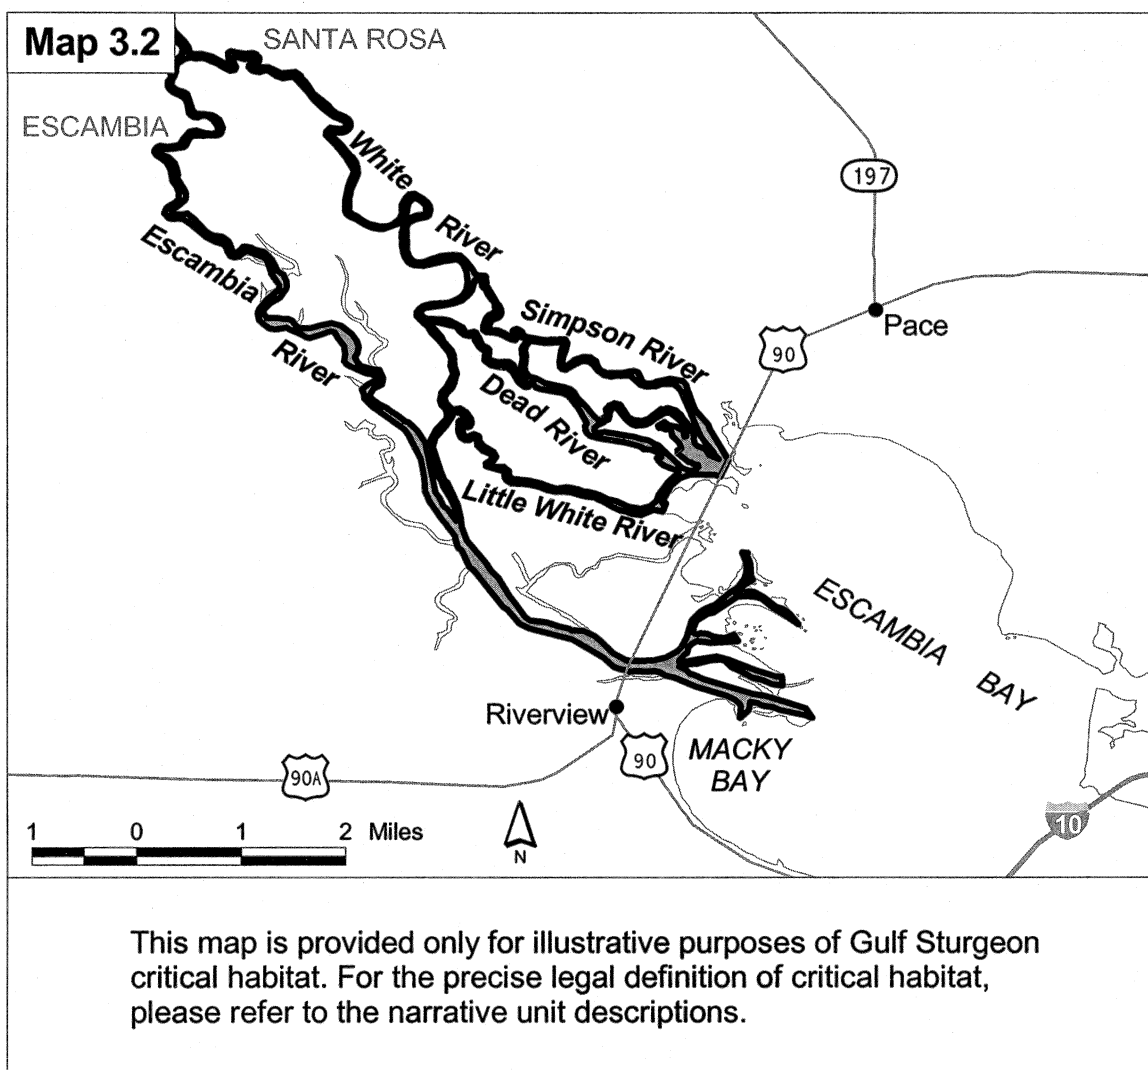 Map 3.2
SANTA ROSA
ESCAMBIA
White
River
197
Escambia
River
Simpson River
90
Pace
Dead River
Little White River
ESCAMBIA
BAY
Riverview
90
MACKY
BAY
90A
10
1 0 1 2 Miles
N
This map is provided only for illustrative purposes of Gulf Sturgeon
critical habitat. For the precise legal definition of critical habitat,
please refer to the narrative unit descriptions.